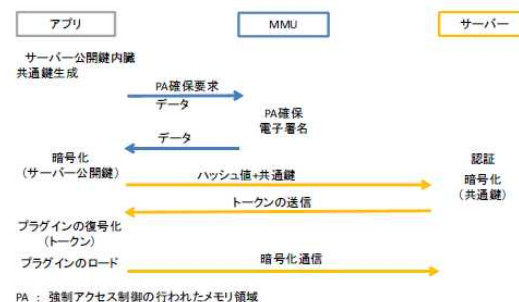 アプリ
MMU
サーバー
サーバー公開鍵内臓
共通鍵生成
PA確保要求
データ
PA確保
電子署名
データ
暗号化
(サーバー公開鍵)
認証
ハッシュ値+共通鍵
暗号化
(共通鍵)
トークンの送信
プラグインの復号化
(トークン)
プラグインのロード
暗号化通信
PA : 強制アクセス制御の行われたメモリ領域